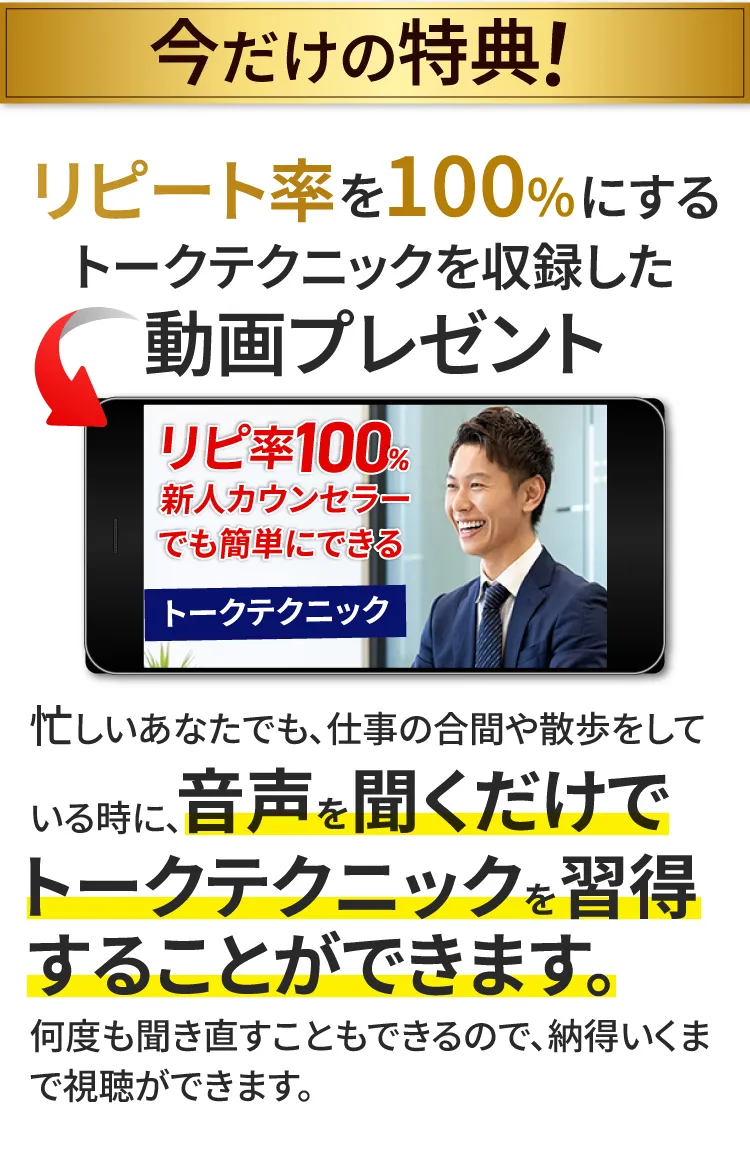 今だけの特典!
リピート率を100%にする
トークテクニックを収録した
動画プレゼント
リピ率100%
新人カウンセラー
でも簡単にできる
トークテクニック
忙しいあなたでも、仕事の合間や散歩をして
いる時に、音声を聞くだけで
トークテクニックを習得
することができます。
何度も聞き直すこともできるので、納得いくま
で視聴ができます。